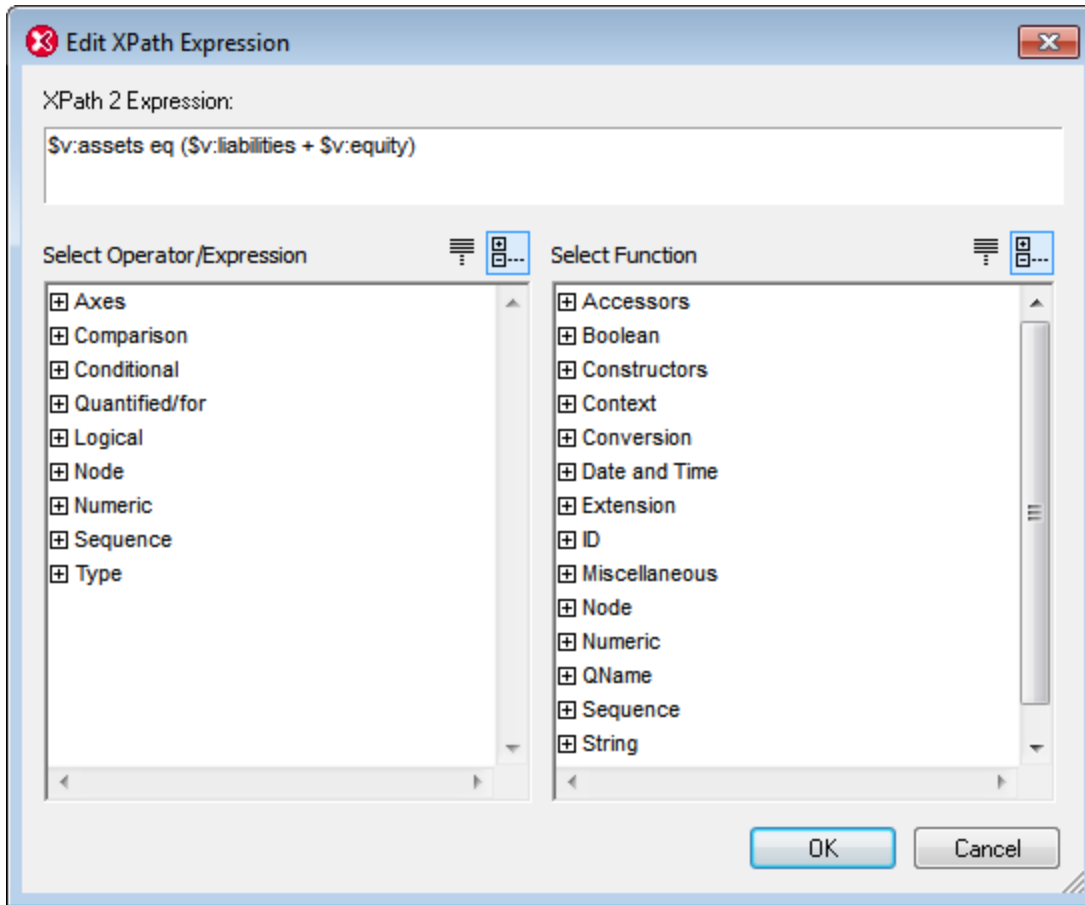 Edit XPath Expression
XPath 2 Expression:
$v:assets eq ($v:liabilities + $v:equity)
Select Operator/Expression
Axes
Comparison
Conditional
Quantified/for
Logical
Node
Numeric
Sequence
Type
Select Function
Accessors
Boolean
Constructors
Context
Conversion
Date and Time
Extension
ID
Miscellaneous
Node
Numeric
QName
Sequence
String
OK
Cancel